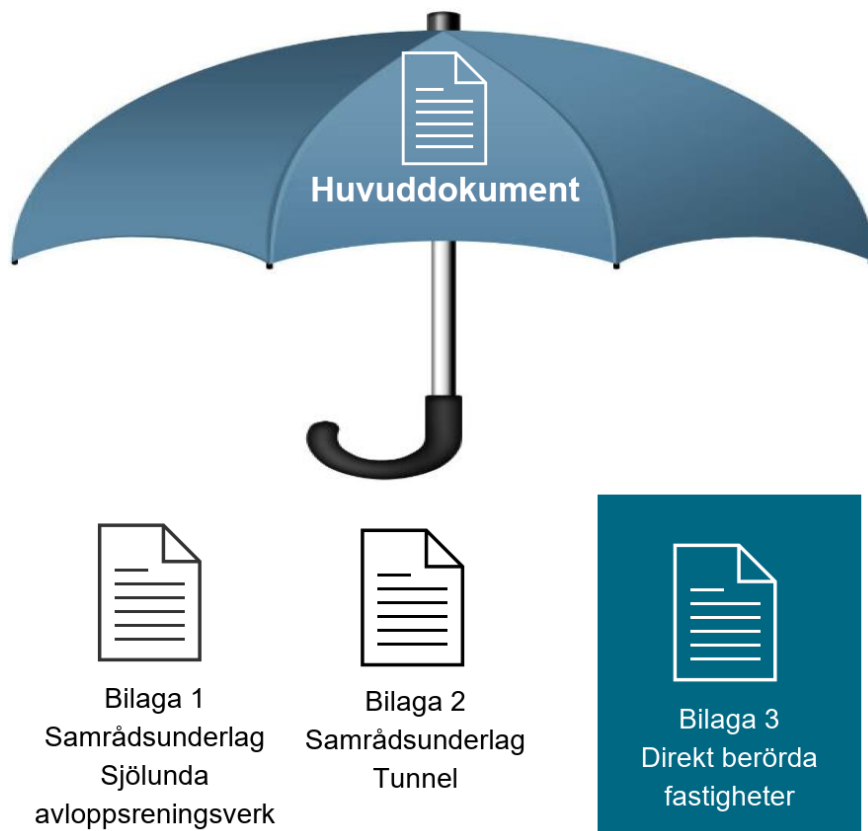 Huvuddokument
Bilaga 1
Samrådsunderlag
Sjölunda
avloppsreningsverk
Bilaga 2
Samrådsunderlag
Tunnel
Bilaga 3
Direkt berörda
fastigheter